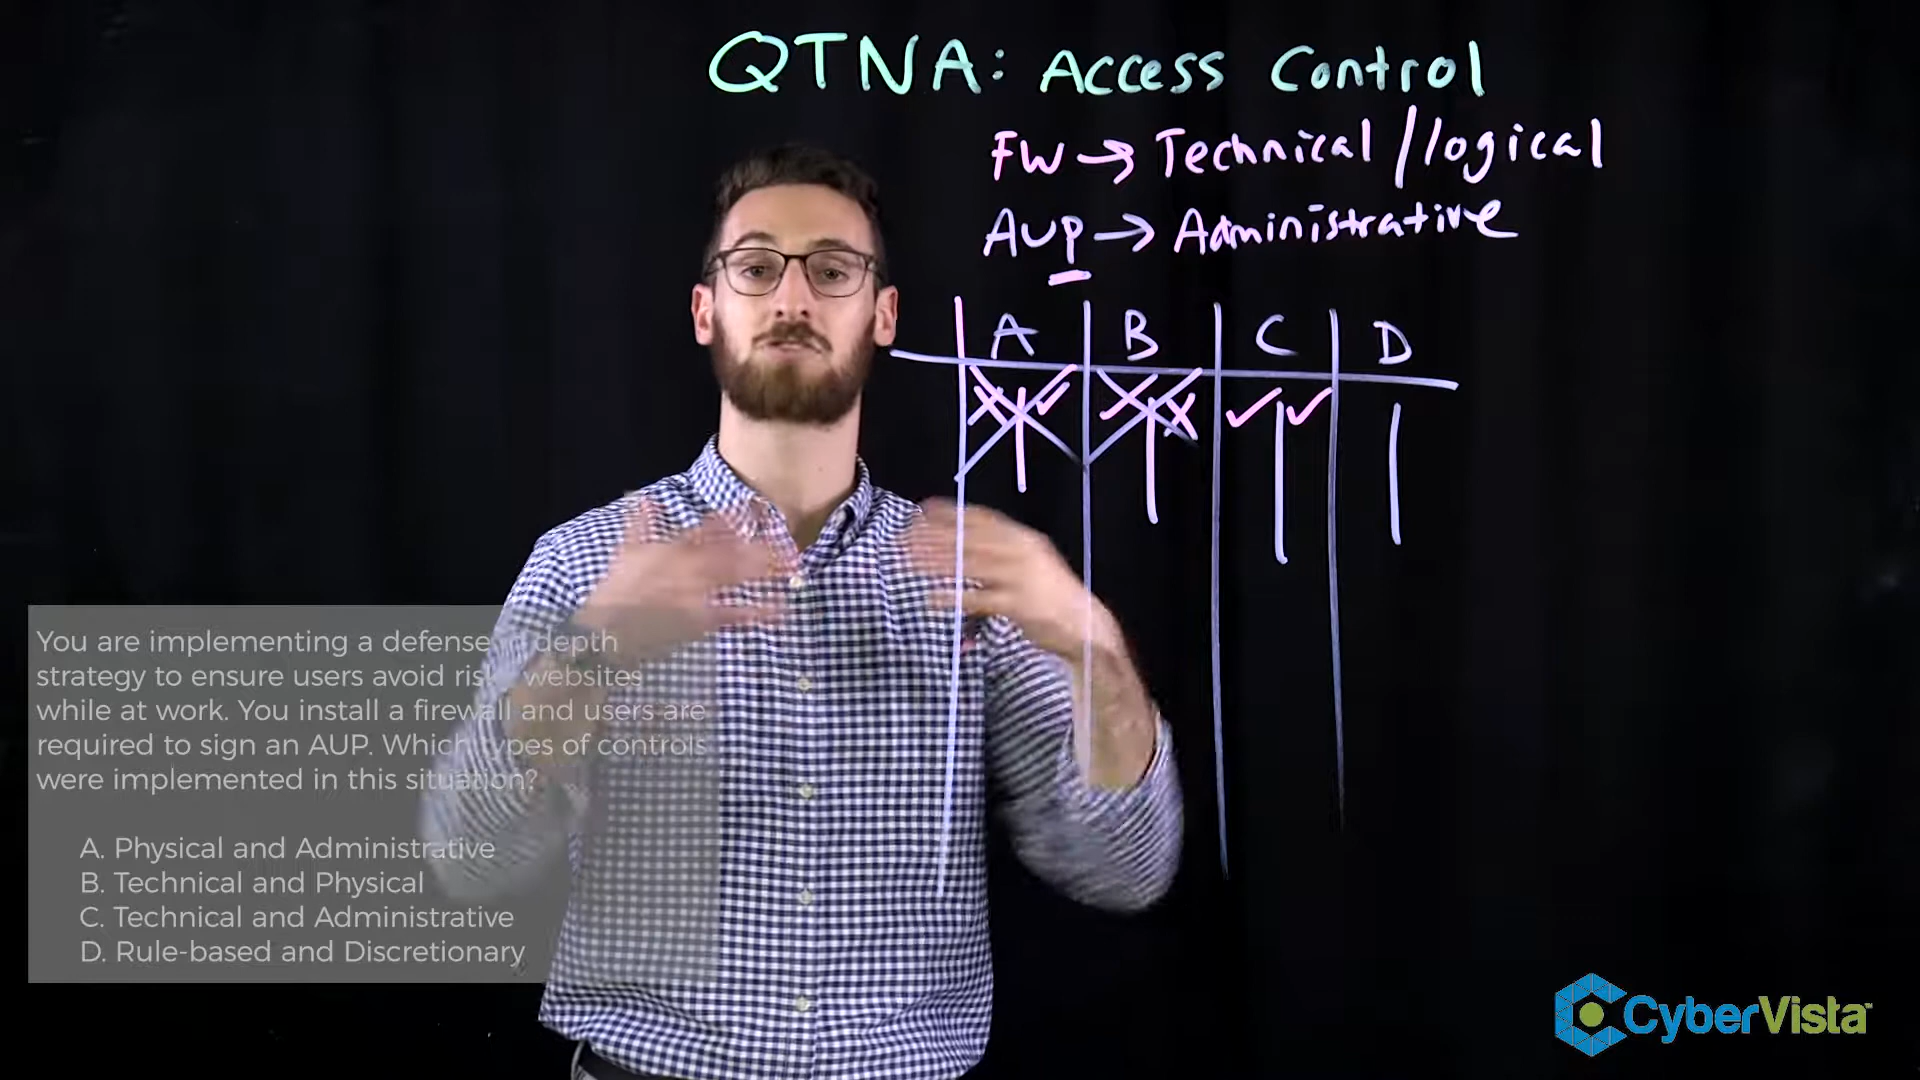 QTNA: Access Control
FW → Technical / logical
AUP → Administrative
A B C D
You are implementing a defense in depth
strategy to ensure users avoid risky websites
while at work. You install a firewall and users are
required to sign an AUP. Which types of controls
were implemented in this situation?
A. Physical and Administrative
B. Technical and Physical
C. Technical and Administrative
D. Rule-based and Discretionary
CyberVista™